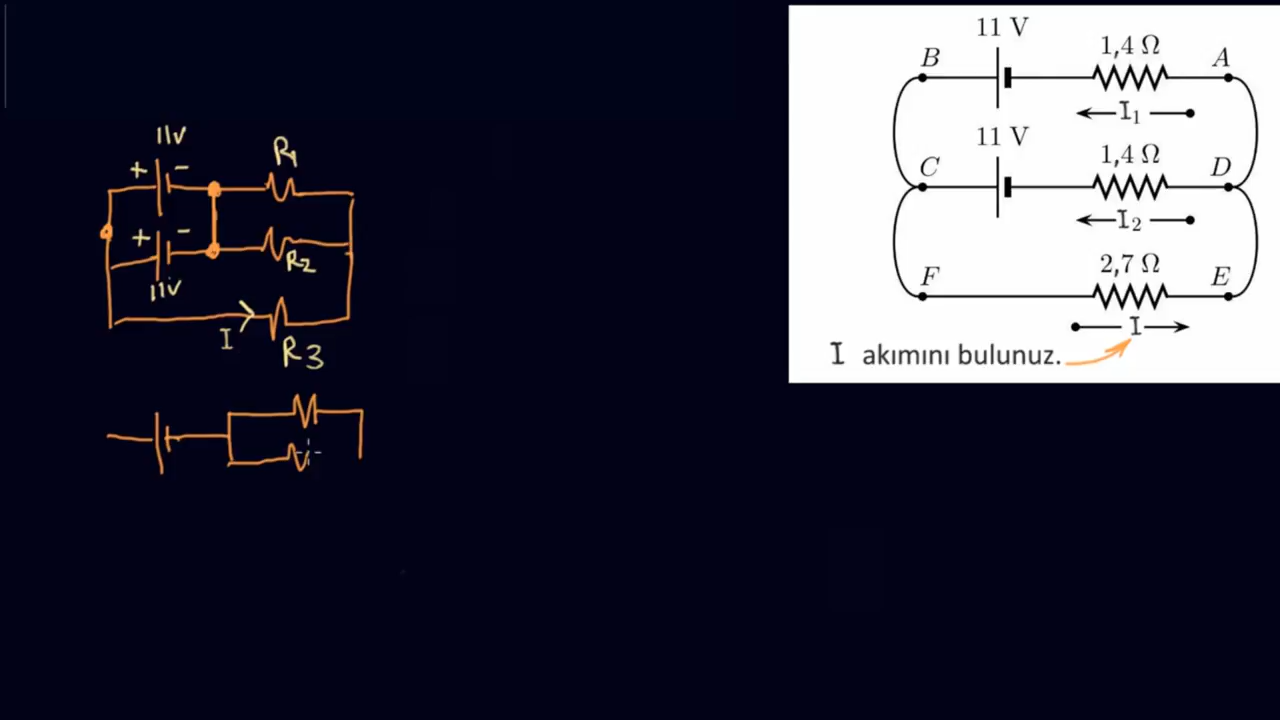 11v
+ -
R1
+ -
R2
11v
I
R3
11 V
1,4 Ω
B
A
I1
11 V
1,4 Ω
C
D
I2
2,7 Ω
F
E
I
I akımını bulunuz.